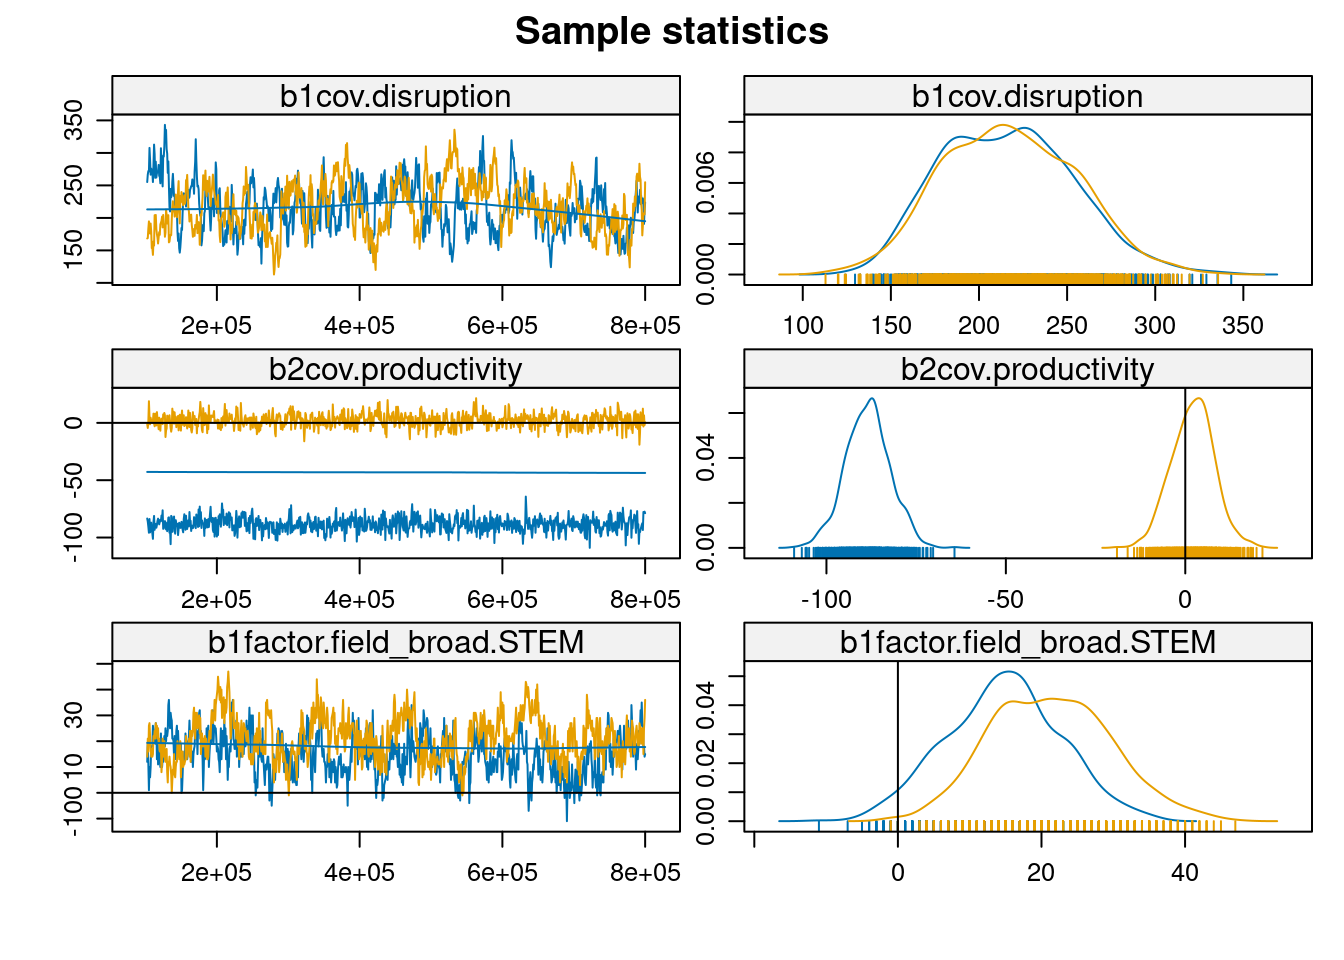 Sample statistics
b1cov.disruption
b1cov.disruption
350
250
150
2e+05 4e+05 6e+05 8e+05
0.006
0.000
100 150 200 250 300 350
b2cov.productivity
b2cov.productivity
0
-50
-100
2e+05 4e+05 6e+05 8e+05
0.04
0.00
-100 -50 0
b1factor.field_broad.STEM
b1factor.field_broad.STEM
30
10
0
-10
2e+05 4e+05 6e+05 8e+05
0.04
0.02
0.00
0 20 40